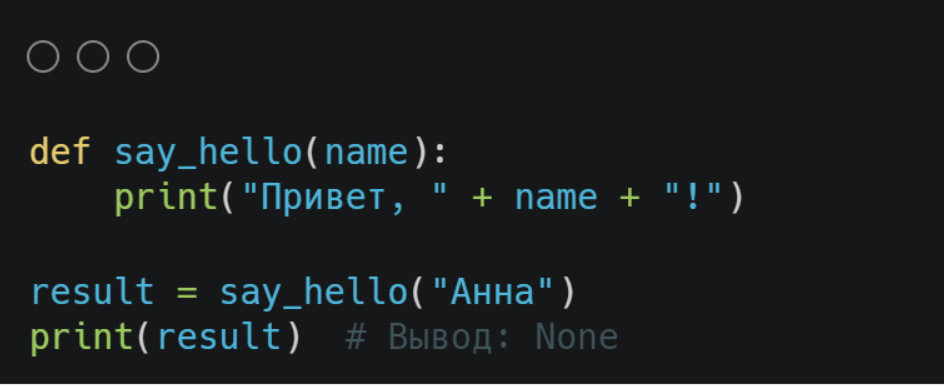 def say_hello(name):
    print("Привет, " + name + "!")
result = say_hello("Анна")
print(result)  # Вывод: None